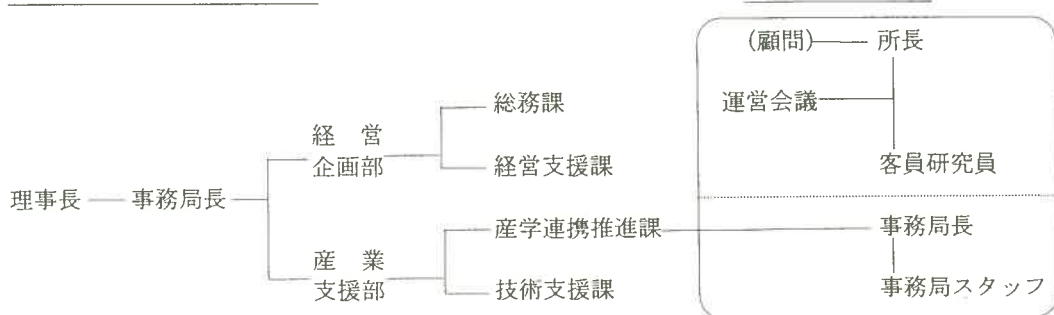 (顧問) 所長
運営会議
客員研究員
総務課
経営
企画部
経営支援課
理事長 事務局長
産学連携推進課 事務局長
産業
支援部
技術支援課 事務局スタッフ